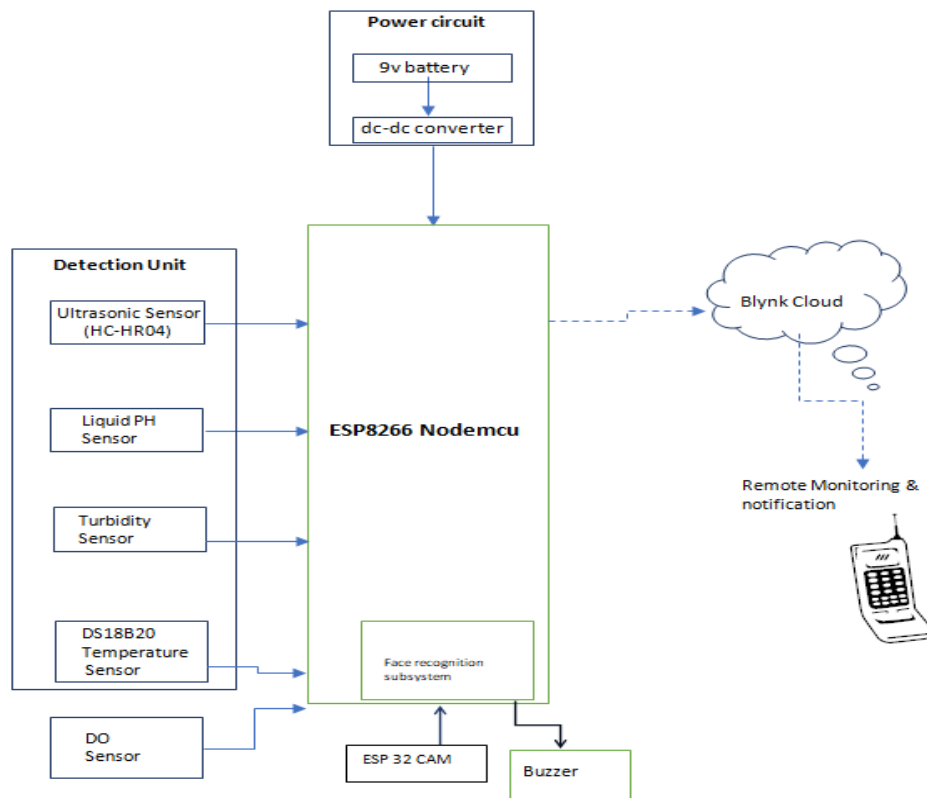 Power circuit
9v battery
dc-dc converter
Detection Unit
Ultrasonic Sensor
(HC-HR04)
Liquid PH
Sensor
Turbidity
Sensor
DS18B20
Temperature
Sensor
DO
Sensor
ESP8266 Nodemcu
Face recognition
subsystem
ESP 32 CAM
Buzzer
Blynk Cloud
Remote Monitoring &
notification